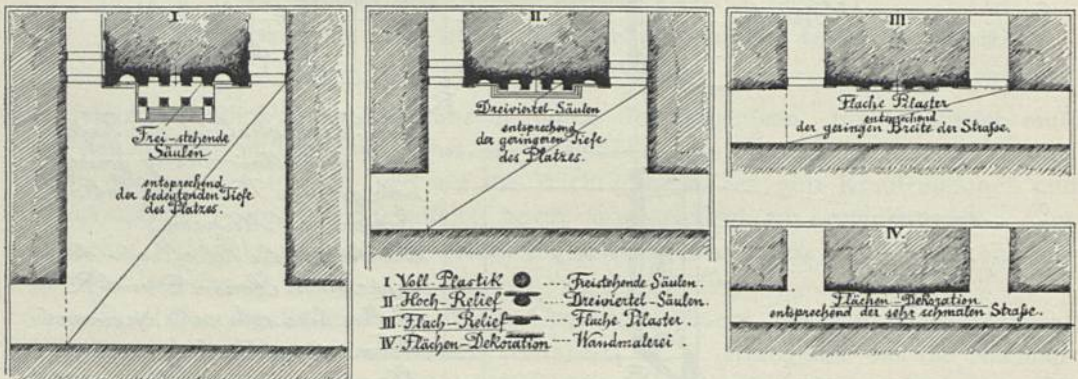 I.
Frei-stehende
Säulen
entsprechend
der bedeutenden Tiefe
des Platzes.
II.
Dreiviertel-Säulen
entsprechend
der geringeren Tiefe
des Platzes.
III
Flache Pilaster
entsprechend
der geringen Breite der Straße.
IV.
Flächen-Dekoration
entsprechend der sehr schmalen Straße.
I Voll-Plastik --- Freistehende Säulen.
II Hoch-Relief --- Dreiviertel-Säulen.
III Flach-Relief --- Flache Pilaster.
IV. Flächen-Dekoration --- Wandmalerei.